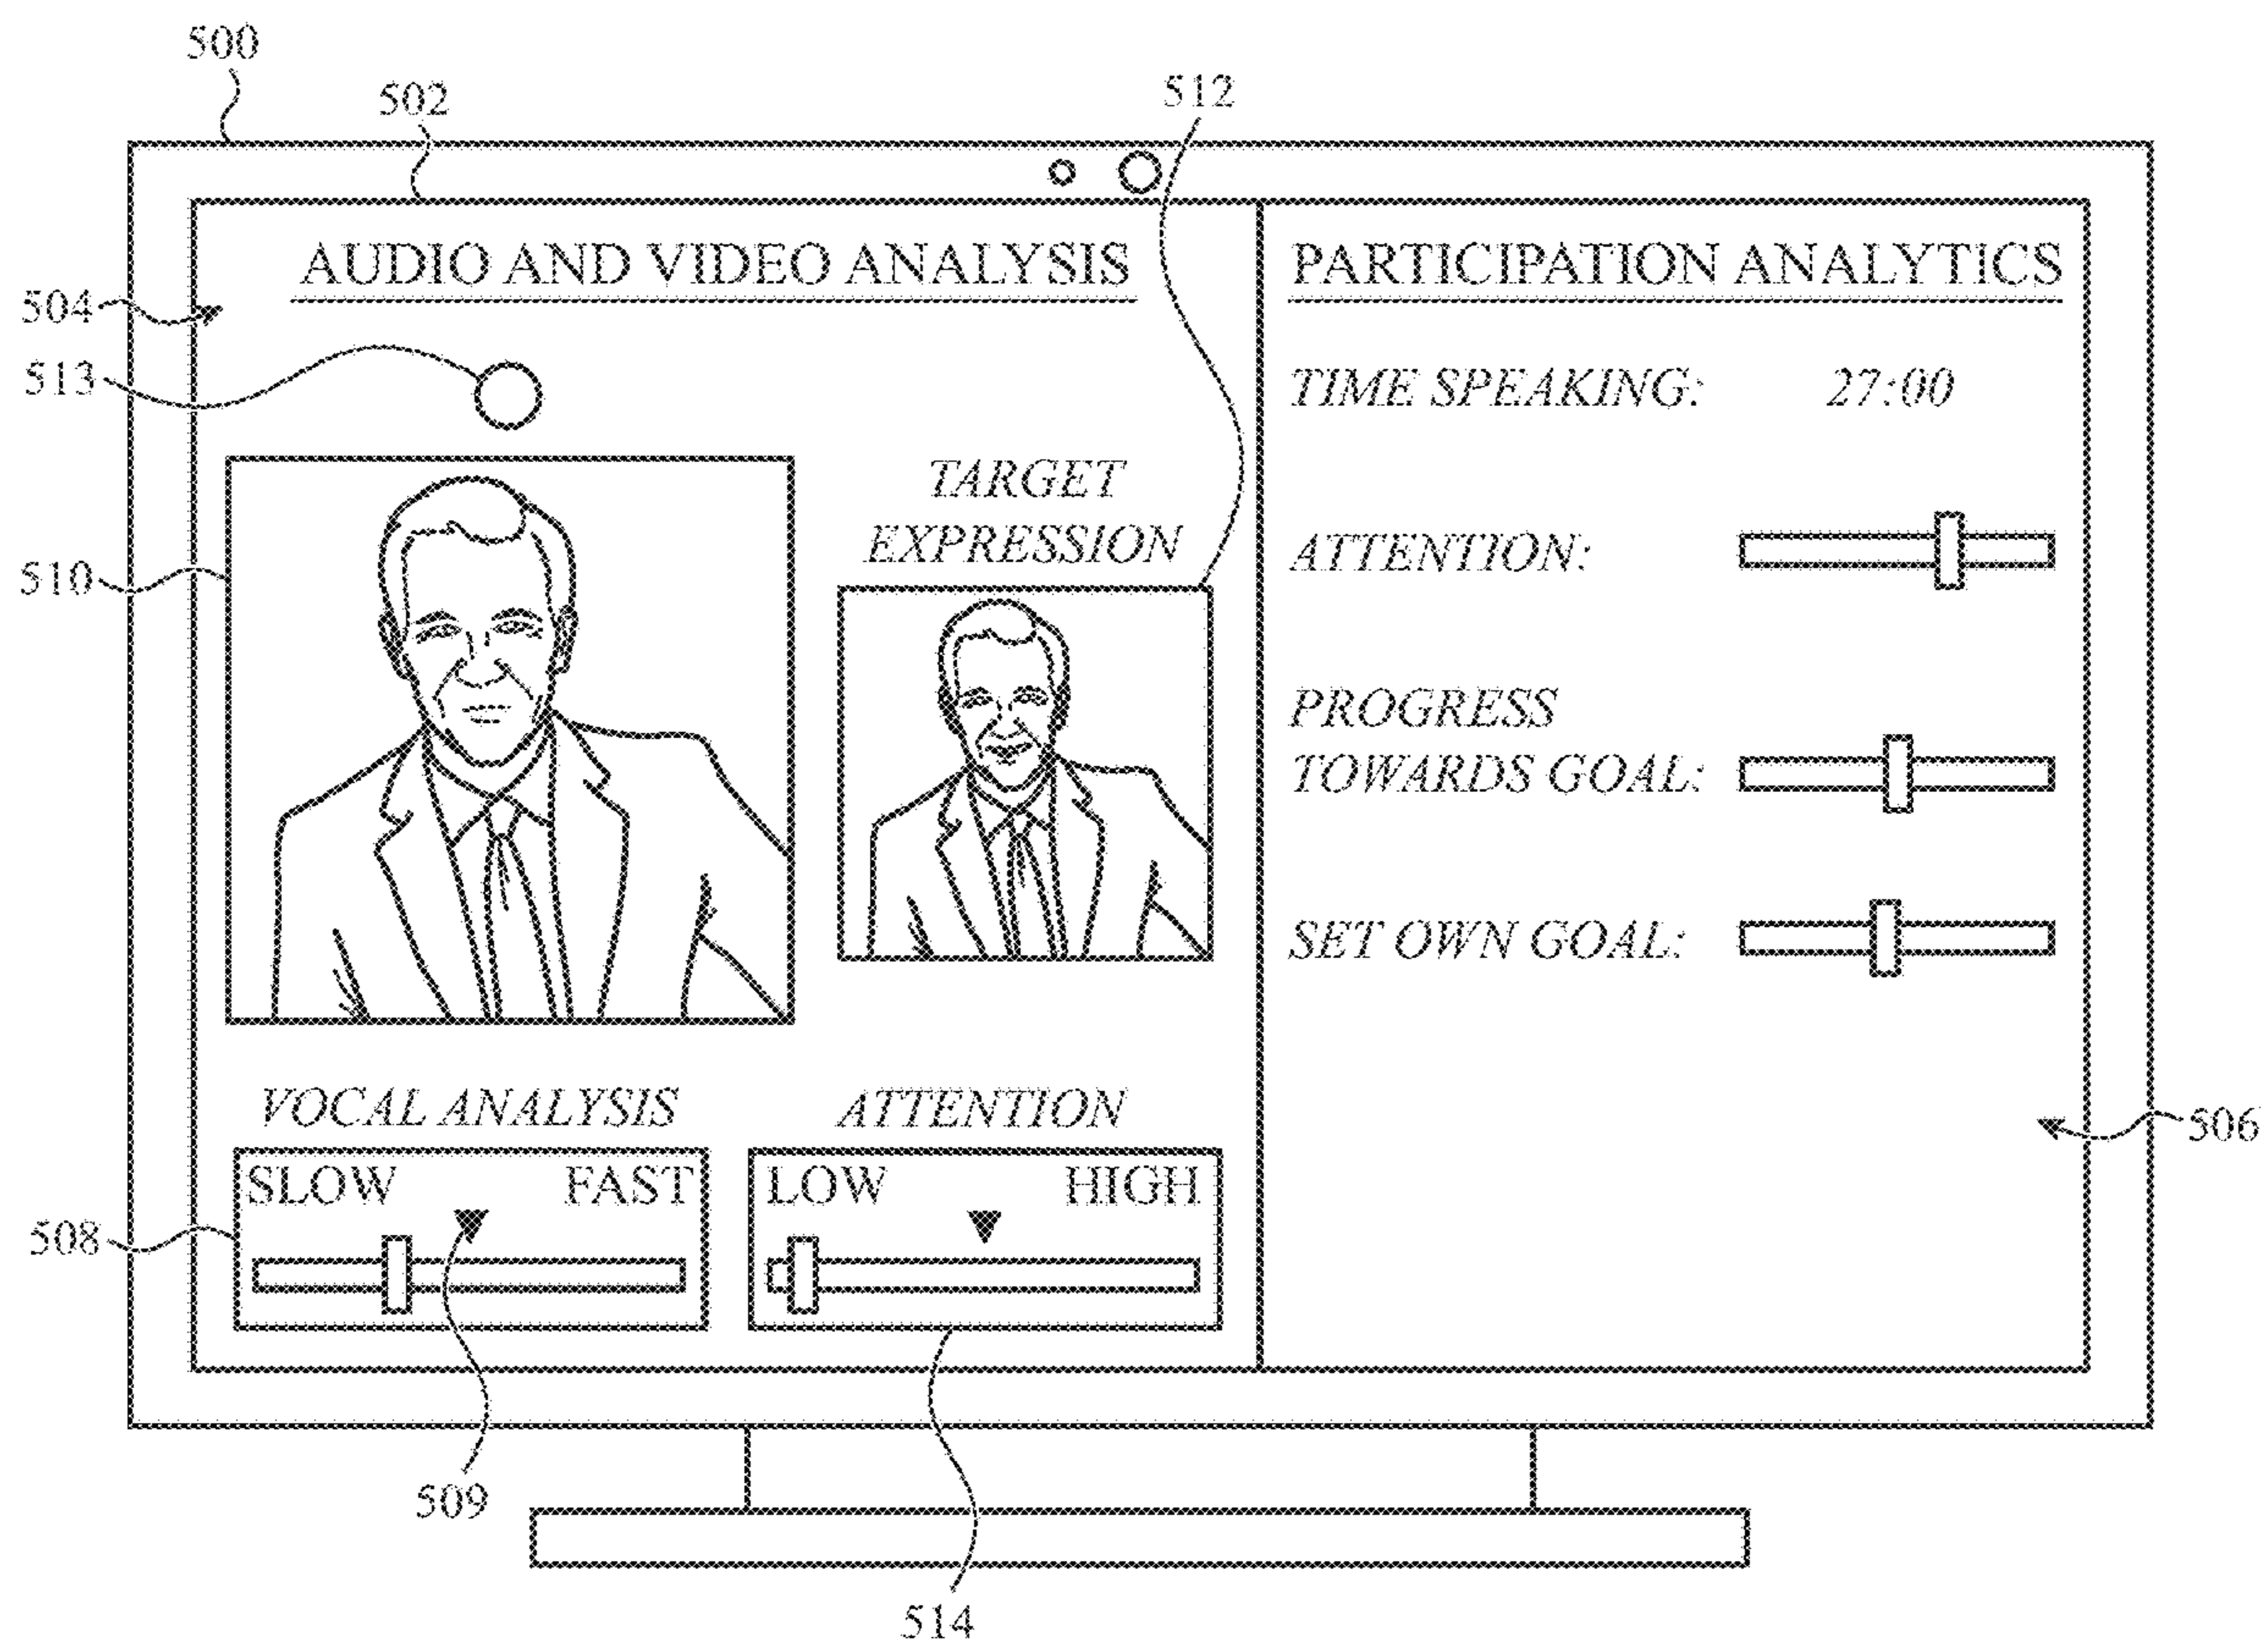 500
502
512
AUDIO AND VIDEO ANALYSIS
PARTICIPATION ANALYTICS
504
513
TIME SPEAKING: 27:00
TARGET
EXPRESSION
ATTENTION:
510
PROGRESS
TOWARDS GOAL:
SET OWN GOAL:
VOCAL ANALYSIS
ATTENTION
506
SLOW FAST
LOW HIGH
508
509
514